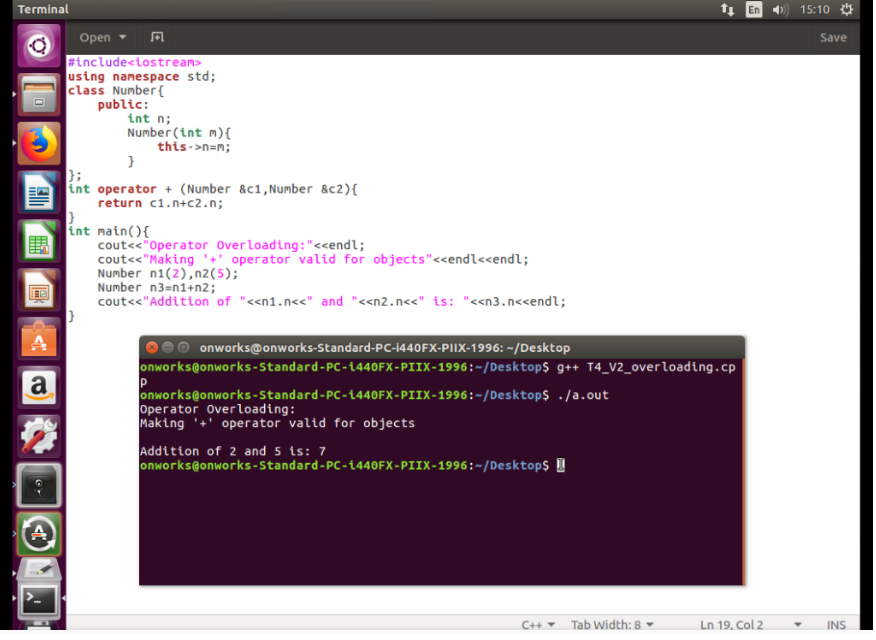 Terminal
En
15:10
Open
Save
#include<iostream>
using namespace std;
class Number{
    public:
        int n;
        Number(int m){
            this->n=m;
        }
};
int operator + (Number &c1,Number &c2){
    return c1.n+c2.n;
}
int main(){
    cout<<"Operator Overloading:"<<endl;
    cout<<"Making '+' operator valid for objects"<<endl<<endl;
    Number n1(2),n2(5);
    Number n3=n1+n2;
    cout<<"Addition of "<<n1.n<<" and "<<n2.n<<" is: "<<n3.n<<endl;
}
onworks@onworks-Standard-PC-i440FX-PIIX-1996: ~/Desktop
onworks@onworks-Standard-PC-i440FX-PIIX-1996:~/Desktop$ g++ T4_V2_overloading.cp
p
onworks@onworks-Standard-PC-i440FX-PIIX-1996:~/Desktop$ ./a.out
Operator Overloading:
Making '+' operator valid for objects
Addition of 2 and 5 is: 7
onworks@onworks-Standard-PC-i440FX-PIIX-1996:~/Desktop$
C++
Tab Width: 8
Ln 19, Col 2
INS